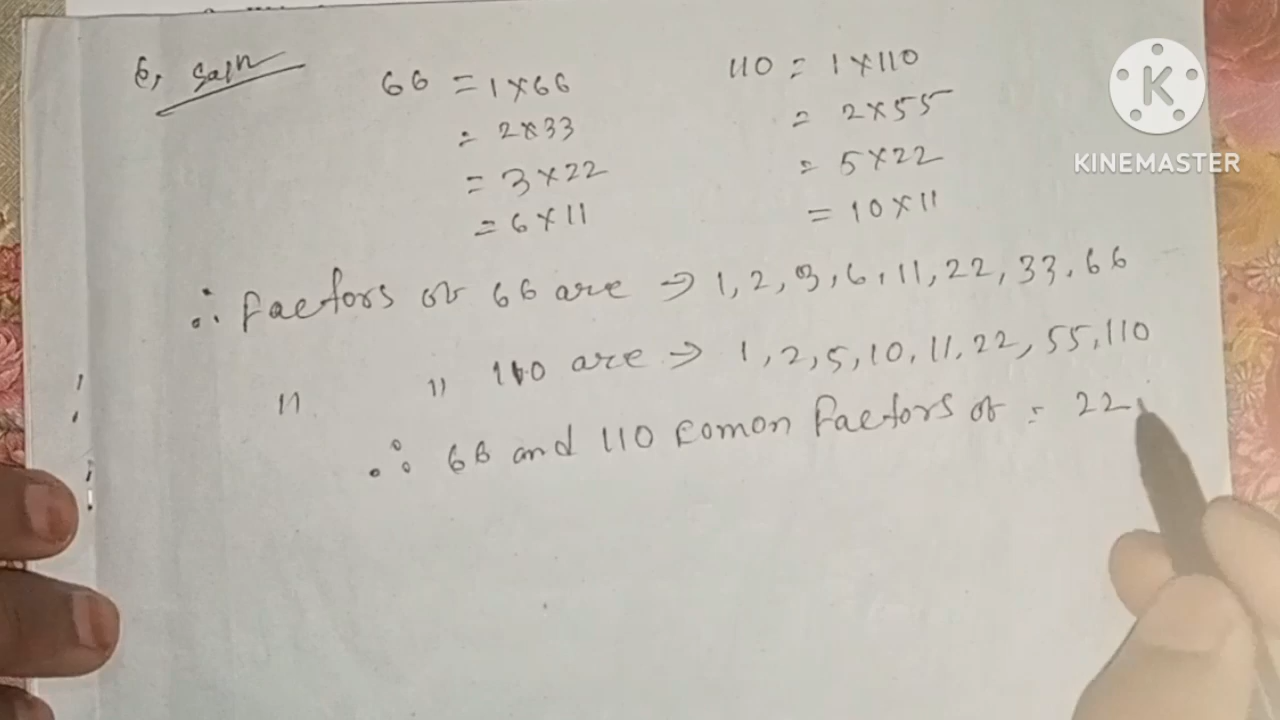 6, Soln
66 = 1×66
= 2×33
= 3×22
= 6×11
110 = 1×110
= 2×55
= 5×22
= 10×11
∴ Factors of 66 are → 1, 2, 3, 6, 11, 22, 33, 66
" " 110 are → 1, 2, 5, 10, 11, 22, 55, 110
∴ 66 and 110 comon Factors of = 22
K
KINEMASTER